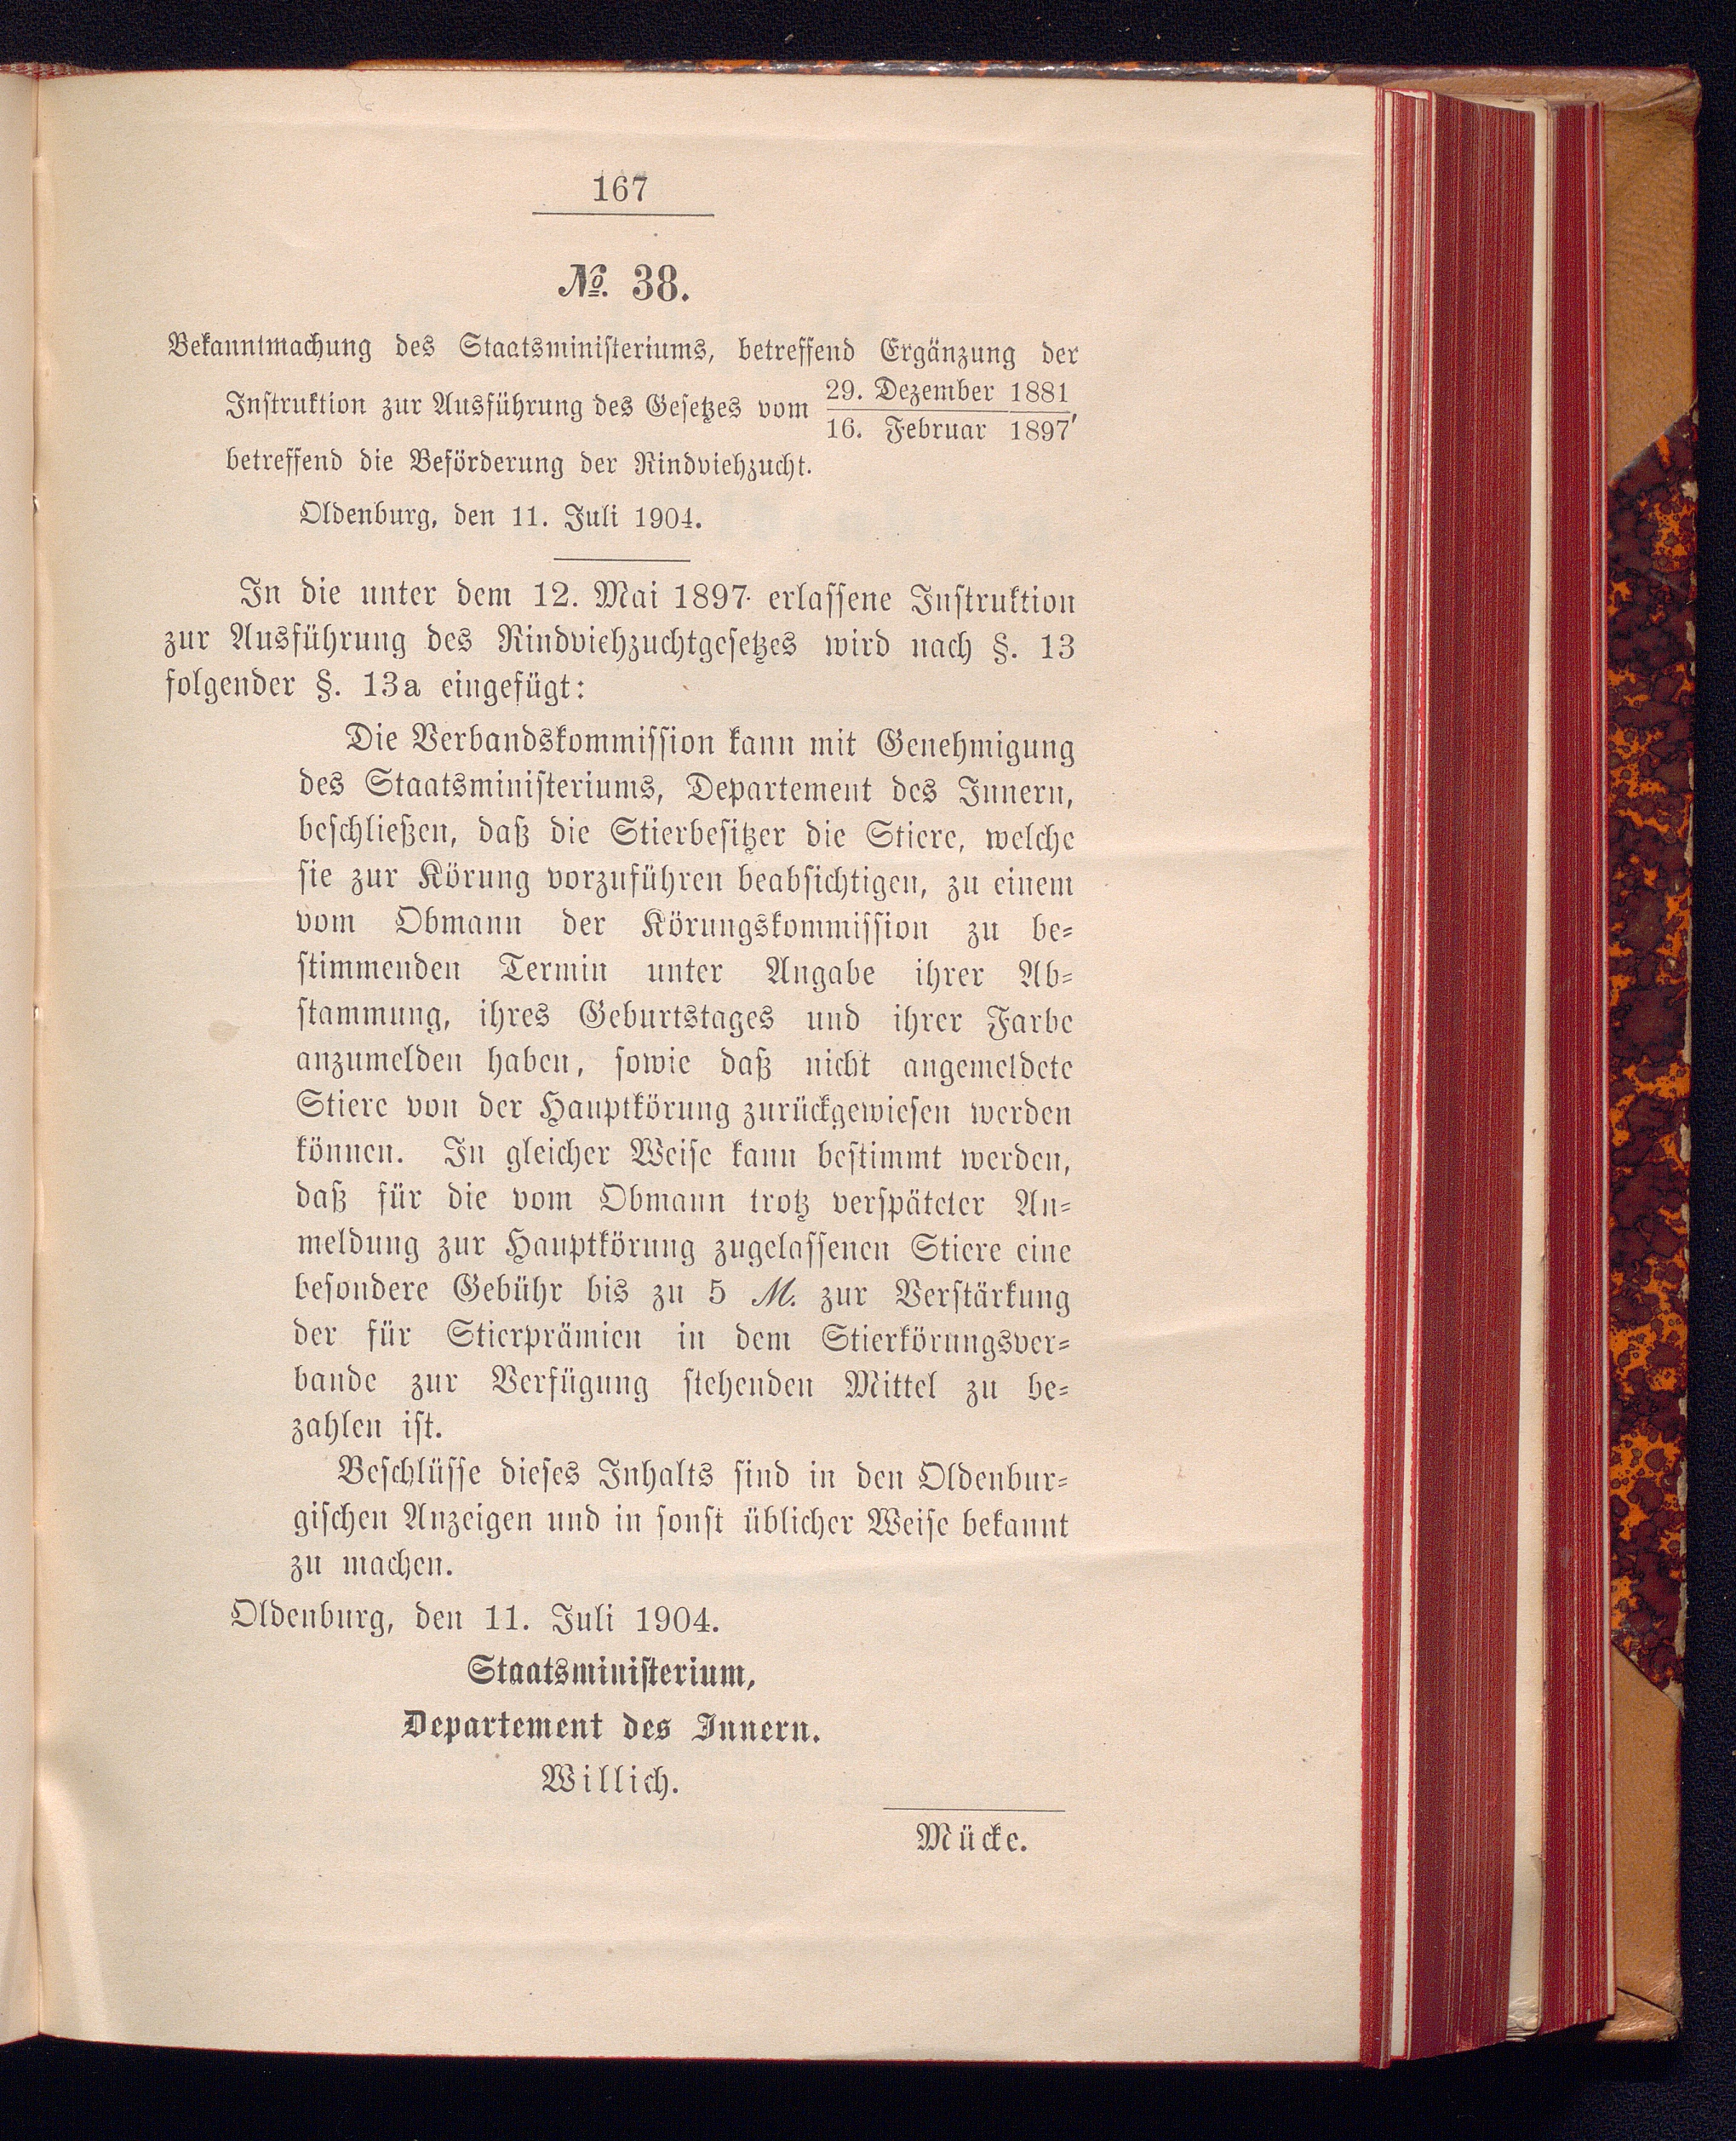 167
№. 38.
Bekanntmachung des Staatsministeriums, betreffend Ergänzung der
Instruktion zur Ausführung des Gesetzes vom 29. Dezember 1881
16. Februar 1897,
betreffend die Beförderung der Rindviehzucht.
Oldenburg, den 11. Juli 1904.
In die unter dem 12. Mai 1897 erlassene Instruktion
zur Ausführung des Rindviehzuchtgesetzes wird nach §. 13
folgender §. 13a eingefügt:
Die Verbandskommission kann mit Genehmigung
des Staatsministeriums, Departement des Innern,
beschließen, daß die Stierbesitzer die Stiere, welche
sie zur Körung vorzuführen beabsichtigen, zu einem
vom Obmann der Körungskommission zu be-
stimmenden Termin unter Angabe ihrer Ab-
stammung, ihres Geburtstages und ihrer Farbe
anzumelden haben, sowie daß nicht angemeldete
Stiere von der Hauptkörung zurückgewiesen werden
können. In gleicher Weise kann bestimmt werden,
daß für die vom Obmann trotz verspäteter An-
meldung zur Hauptkörung zugelassenen Stiere eine
besondere Gebühr bis zu 5 M. zur Verstärkung
der für Stierprämien in dem Stierkörungsver-
bande zur Verfügung stehenden Mittel zu be-
zahlen ist.
Beschlüsse dieses Inhalts sind in den Oldenbur-
gischen Anzeigen und in sonst üblicher Weise bekannt
zu machen.
Oldenburg, den 11. Juli 1904.
Staatsministerium,
Departement des Innern.
Willich.
Mücke.